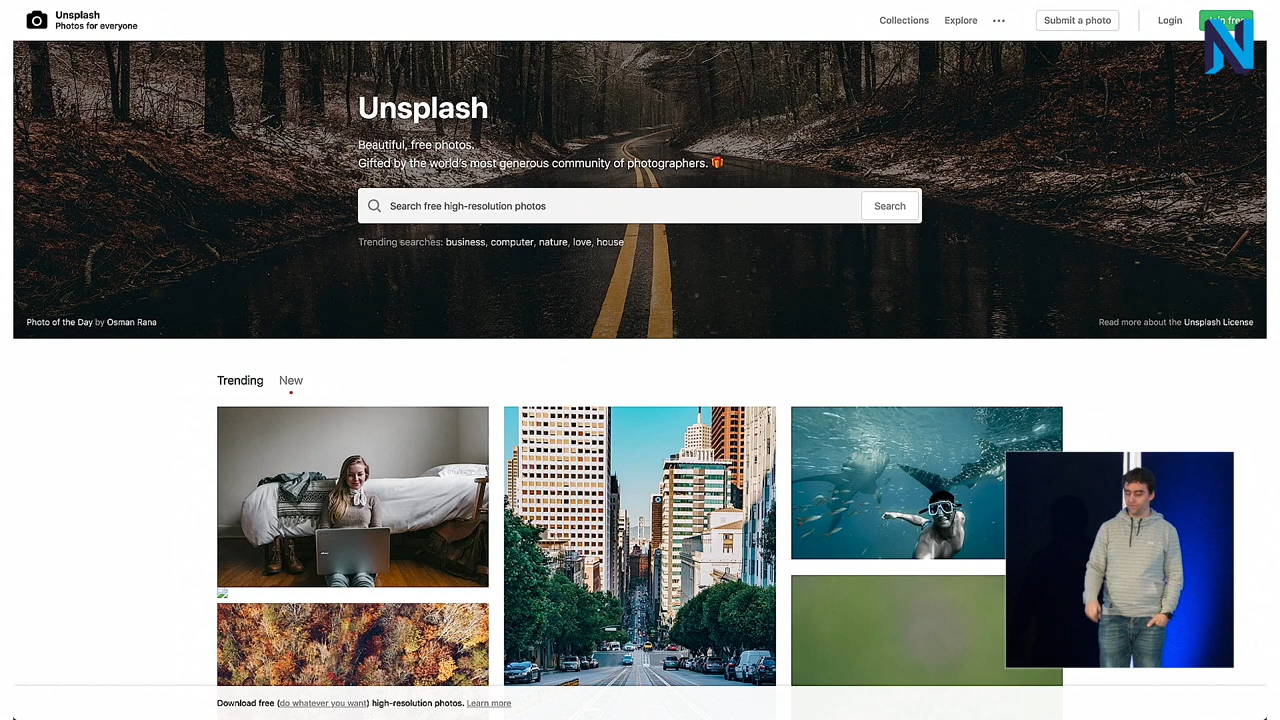 Unsplash
Photos for everyone
Collections
Explore
Submit a photo
Login
Unsplash
Beautiful, free photos.
Gifted by the world's most generous community of photographers.
Search free high-resolution photos
Search
Trending searches: business, computer, nature, love, house
Photo of the Day by Osman Rana
Read more about the Unsplash License
Trending
New
Download free (do whatever you want) high-resolution photos. Learn more